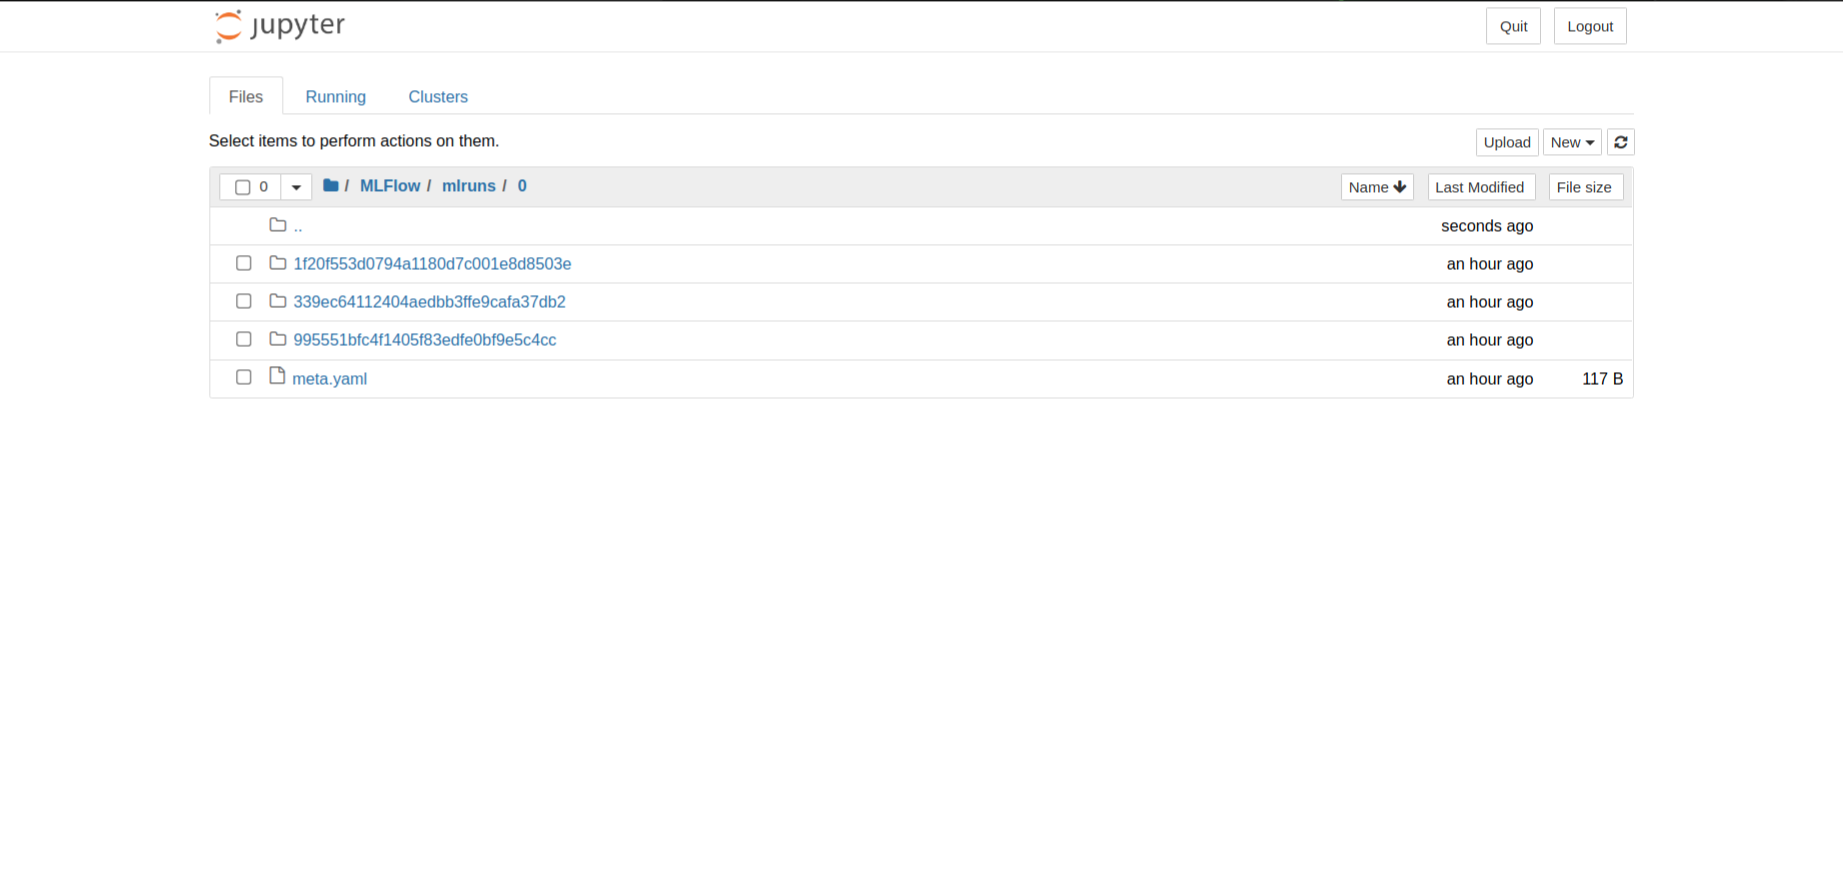 jupyter Quit Logout
Files Running Clusters
Select items to perform actions on them. Upload New
0 / MLFlow / mlruns / 0 Name Last Modified File size
.. seconds ago
1f20f553d0794a1180d7c001e8d8503e an hour ago
339ec64112404aedbb3ffe9cafa37db2 an hour ago
995551bfc4f1405f83edfe0bf9e5c4cc an hour ago
meta.yaml an hour ago 117 B